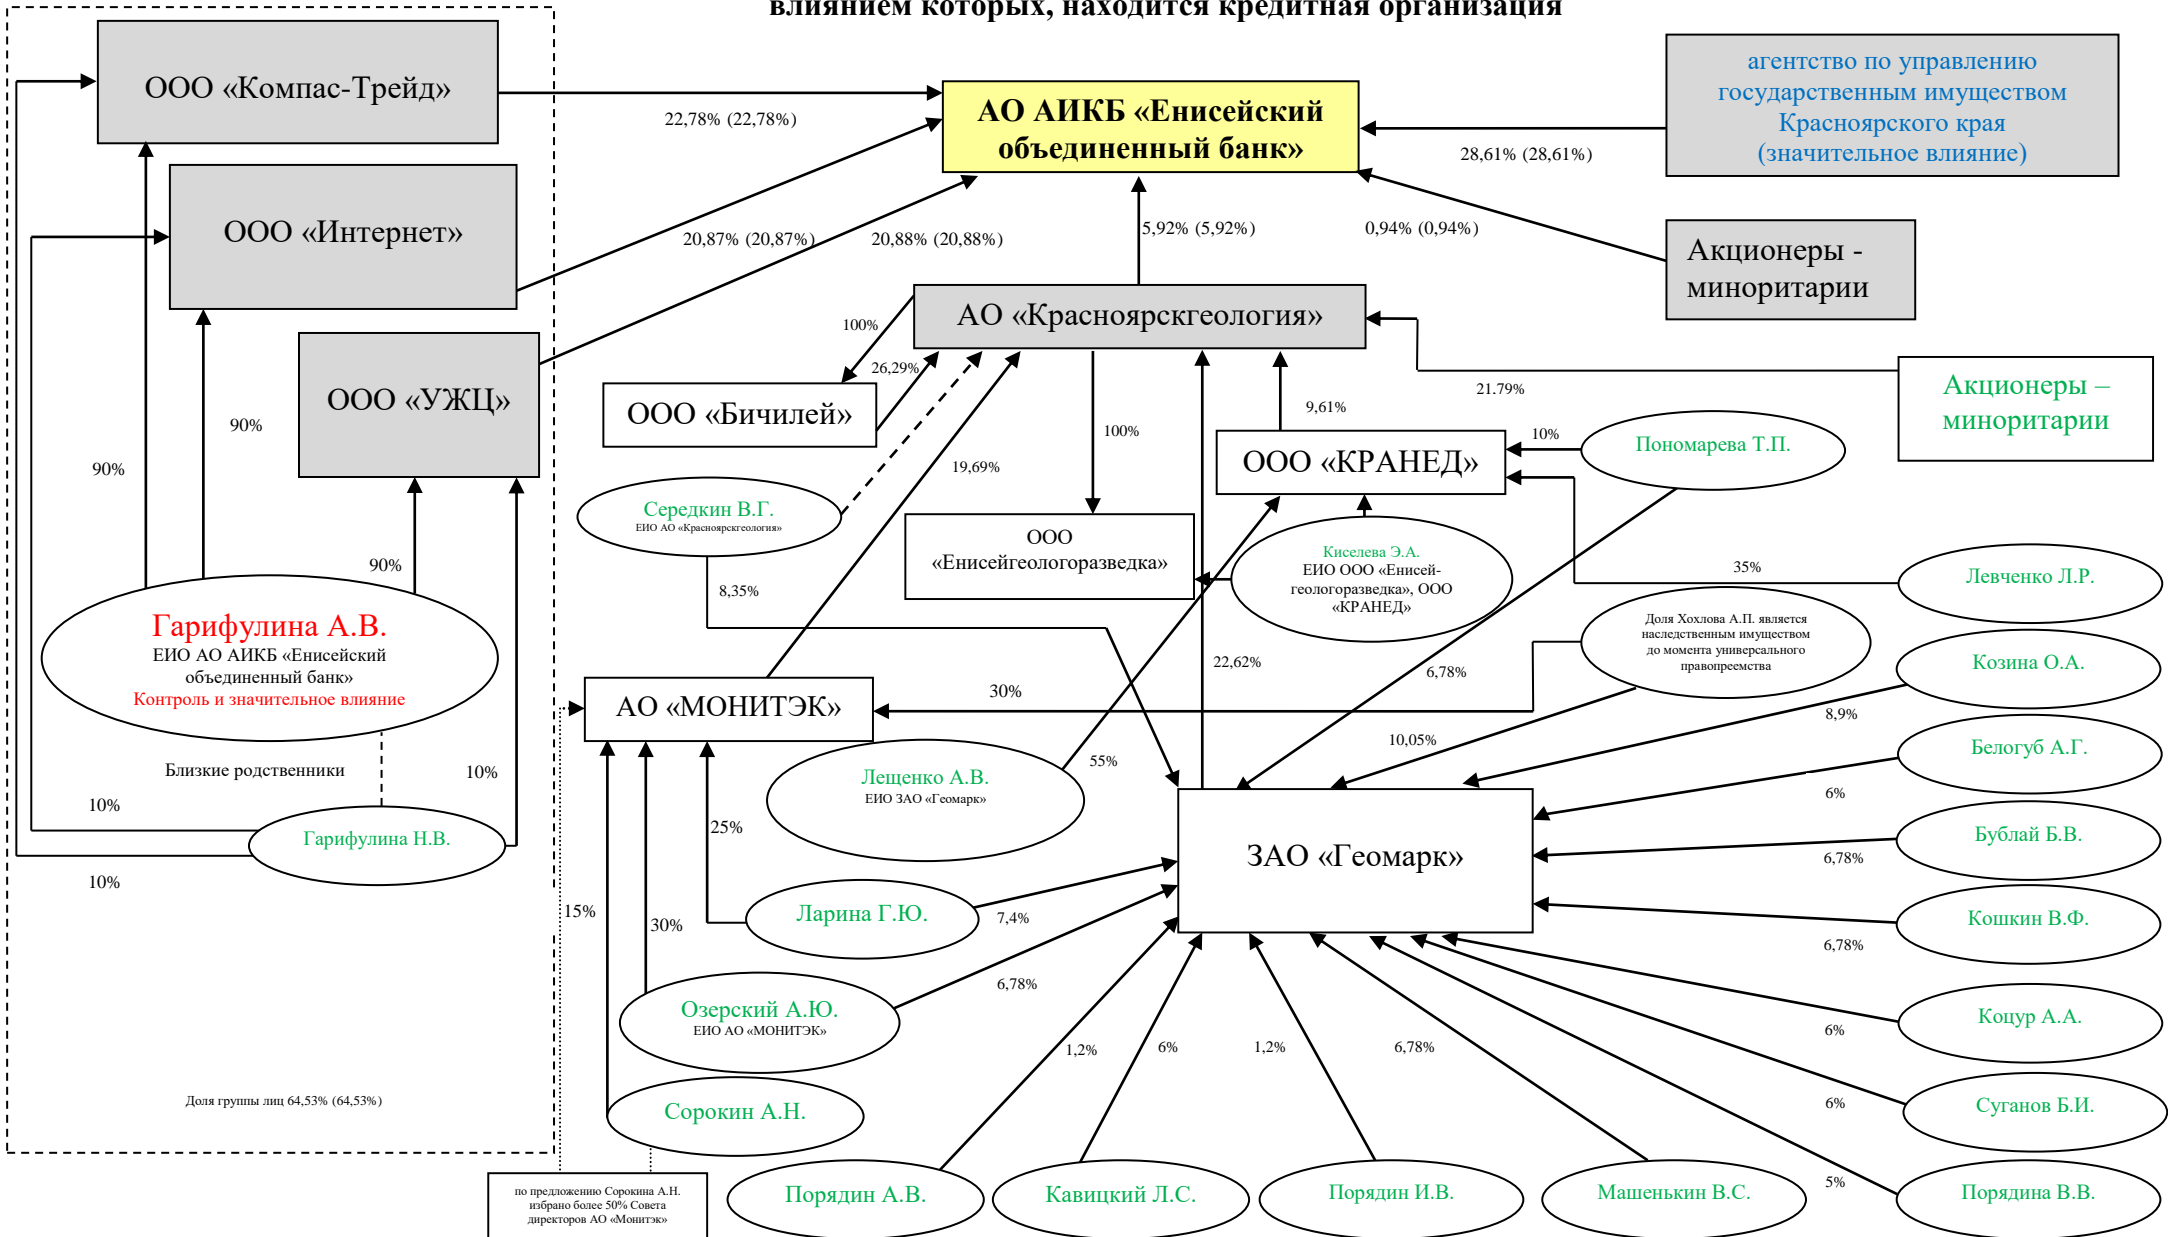 влиянием которых, находится кредитная организация
ООО «Компас-Трейд»
22,78% (22,78%)
АО АИКБ «Енисейский
объединенный банк»
28,61% (28,61%)
агентство по управлению
государственным имуществом
Красноярского края
(значительное влияние)
ООО «Интернет»
20,87% (20,87%)
20,88% (20,88%)
5,92% (5,92%)
0,94% (0,94%)
Акционеры -
миноритарии
АО «Красноярскгеология»
ООО «УЖЦ»
100%
26,29%
21.79%
Акционеры –
миноритарии
ООО «Бичилей»
9,61%
100%
90%
90%
19,69%
ООО «КРАНЕД»
10%
Пономарева Т.П.
Середкин В.Г.
ЕИО АО «Красноярскгеология»
ООО
«Енисейгеологоразведка»
Киселева Э.А.
ЕИО ООО «Енисей-
геологоразведка», ООО
«КРАНЕД»
90%
8,35%
35%
Левченко Л.Р.
Гарифулина А.В.
ЕИО АО АИКБ «Енисейский
объединенный банк»
Контроль и значительное влияние
Доля Хохлова А.П. является
наследственным имуществом
до момента универсального
правопреемства
22,62%
6,78%
Козина О.А.
АО «МОНИТЭК»
30%
8,9%
10,05%
Белогуб А.Г.
Близкие родственники
10%
Лещенко А.В.
ЕИО ЗАО «Геомарк»
55%
6%
10%
Гарифулина Н.В.
25%
ЗАО «Геомарк»
Бублай Б.В.
6,78%
10%
15%
30%
Ларина Г.Ю.
7,4%
Кошкин В.Ф.
6,78%
Озерский А.Ю.
ЕИО АО «МОНИТЭК»
6,78%
Коцур А.А.
6%
1,2%
6%
1,2%
6,78%
Доля группы лиц 64,53% (64,53%)
Сорокин А.Н.
6%
Суганов Б.И.
по предложению Сорокина А.Н.
избрано более 50% Совета
директоров АО «Монитэк»
Порядин А.В.
Кавицкий Л.С.
Порядин И.В.
Машенькин В.С.
5%
Порядина В.В.